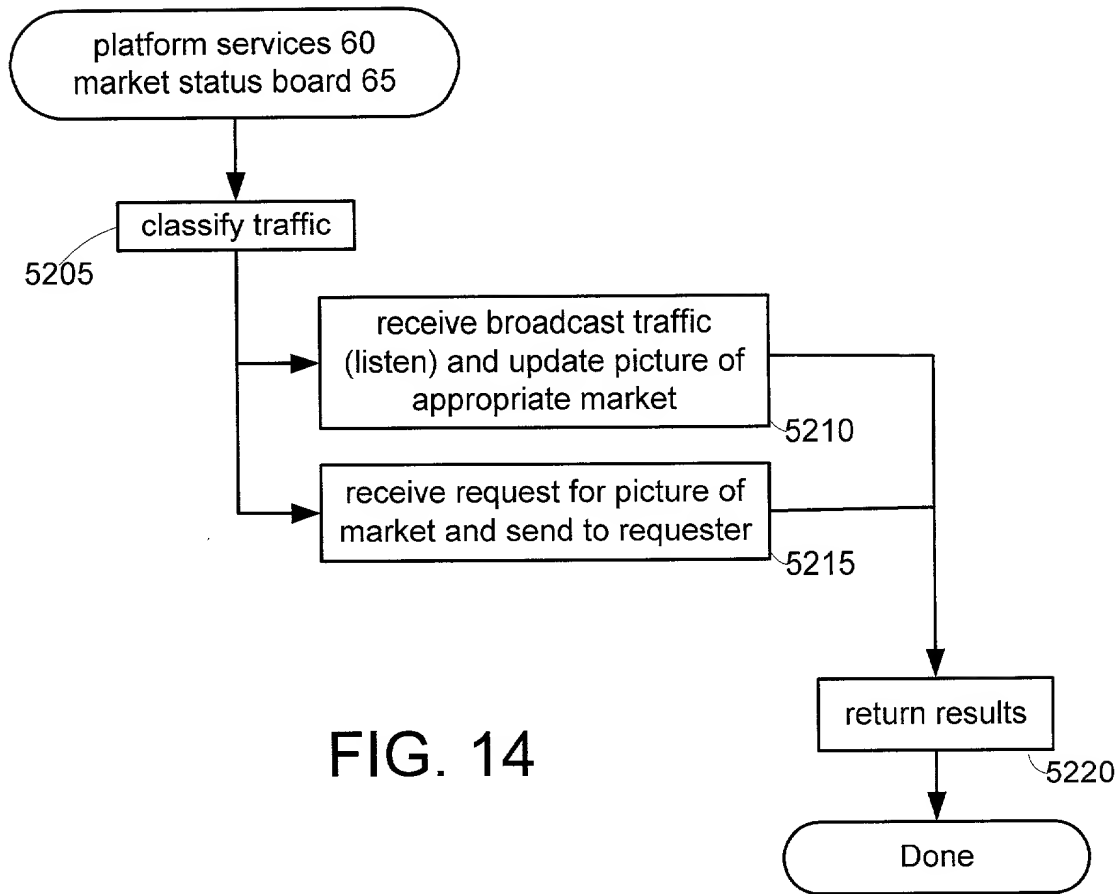 platform services 60
market status board 65
classify traffic
5205
receive broadcast traffic
(listen) and update picture of
appropriate market
5210
receive request for picture of
market and send to requester
5215
return results
5220
FIG. 14
Done